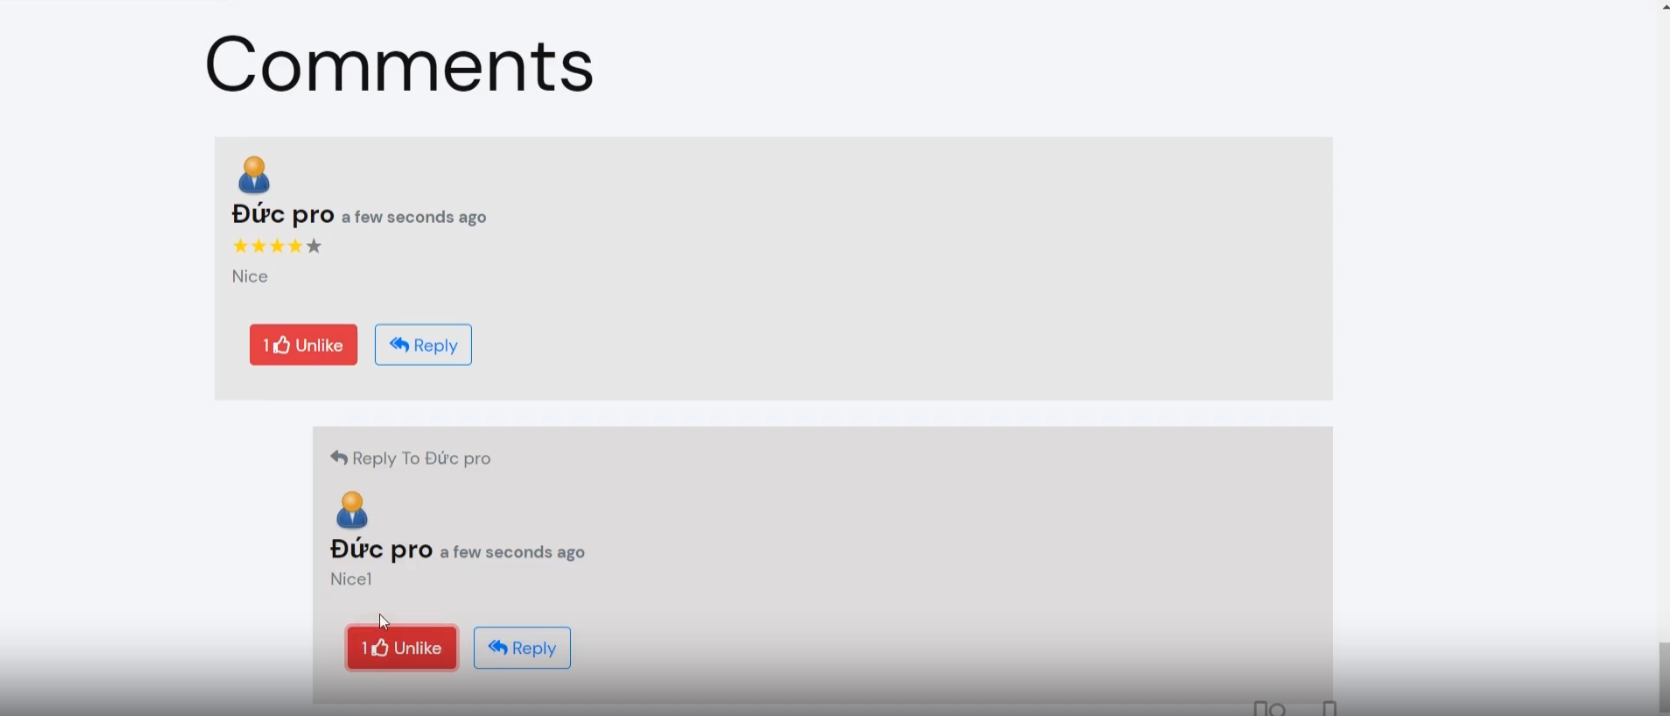 Comments
Đức pro a few seconds ago
Nice
1 Unlike Reply
Reply To Đức pro
Đức pro a few seconds ago
Nice1
1 Unlike Reply